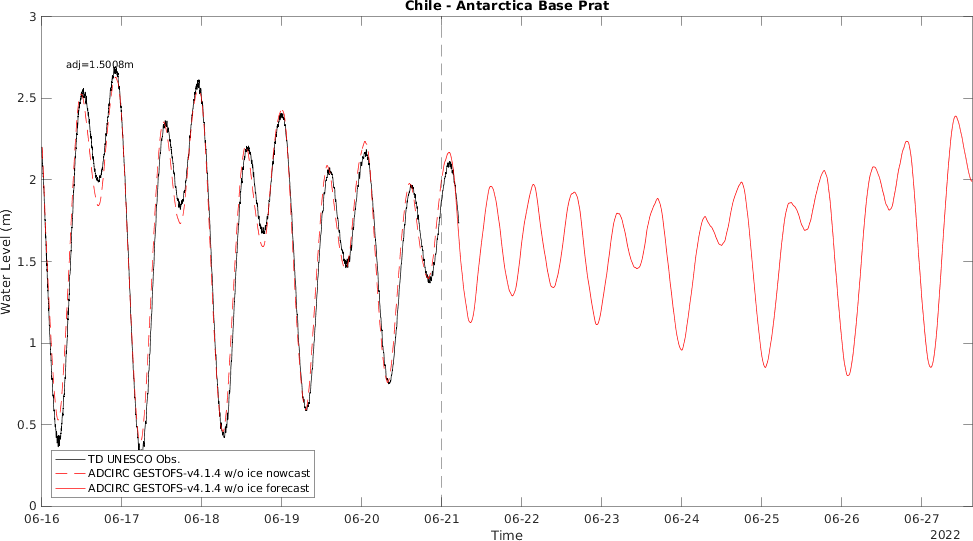 Chile - Antarctica Base Prat
adj=1.5008m
3
2.5
2
1.5
1
0.5
0
Water Level (m)
TD UNESCO Obs.
ADCIRC GESTOFS-v4.1.4 w/o ice nowcast
ADCIRC GESTOFS-v4.1.4 w/o ice forecast
06-16 06-17 06-18 06-19 06-20 06-21 06-22 06-23 06-24 06-25 06-26 06-27
Time
2022